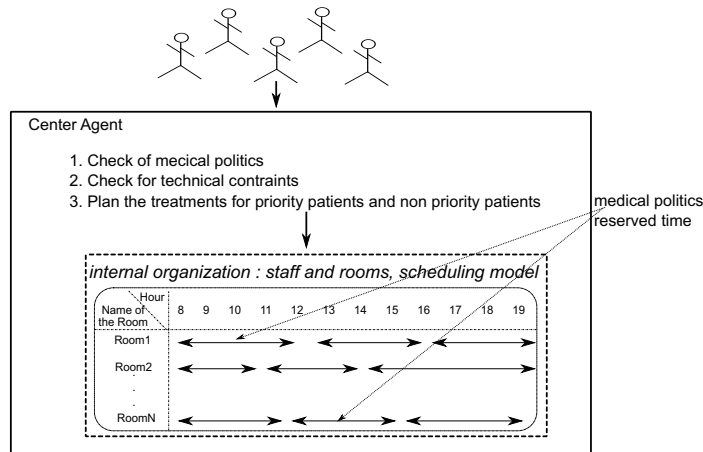 Center Agent
1. Check of mecical politics
2. Check for technical contraints
3. Plan the treatments for priority patients and non priority patients
medical politics
reserved time
internal organization : staff and rooms, scheduling model
Hour
Name of
the Room
8 9 10 11 12 13 14 15 16 17 18 19
Room1
Room2
.
.
.
RoomN